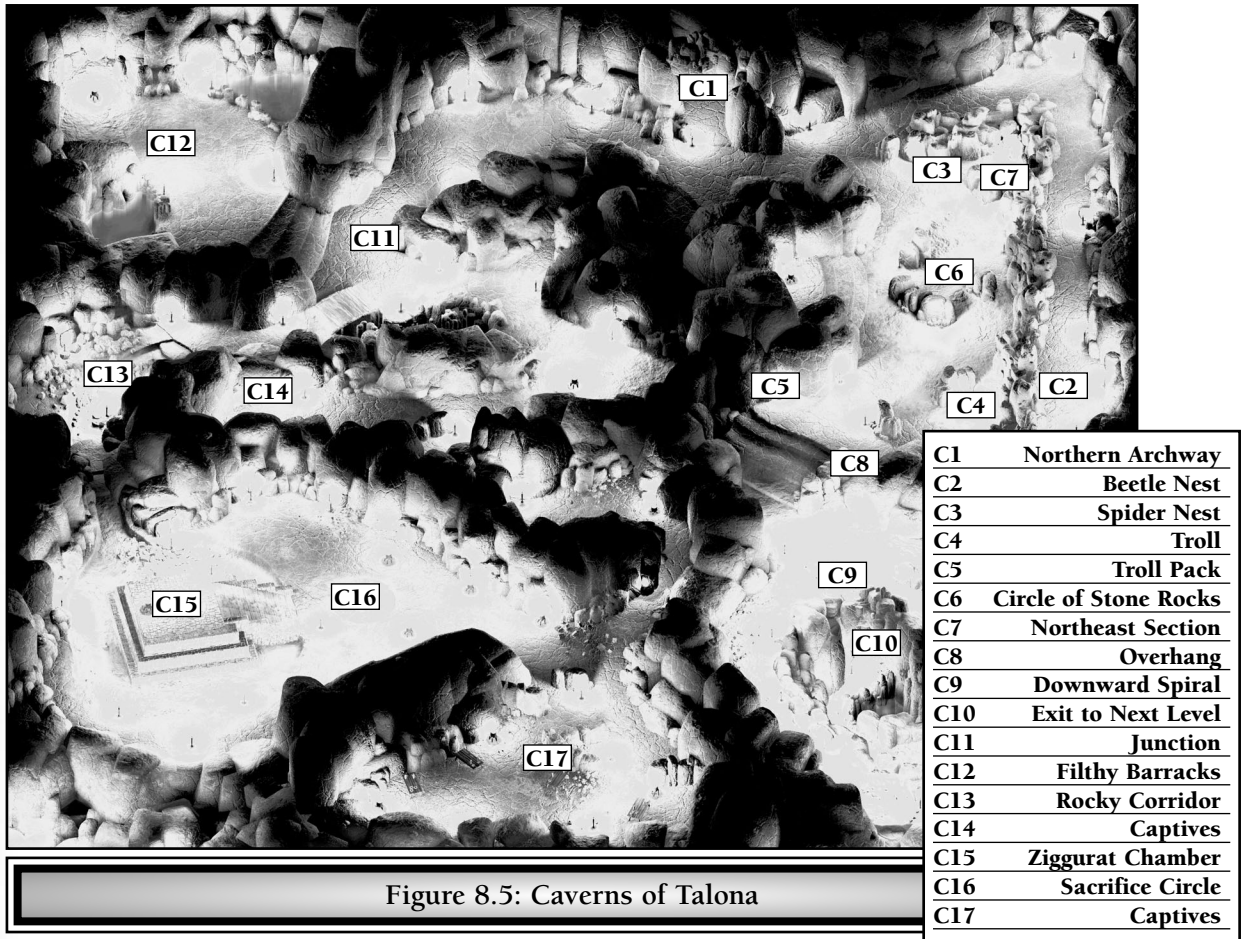 C1
C12
C3
C7
C11
C6
C13
C14
C5
C4
C2
C8
C15
C16
C9
C10
C17
C1 Northern Archway
C2 Beetle Nest
C3 Spider Nest
C4 Troll
C5 Troll Pack
C6 Circle of Stone Rocks
C7 Northeast Section
C8 Overhang
C9 Downward Spiral
C10 Exit to Next Level
C11 Junction
C12 Filthy Barracks
C13 Rocky Corridor
C14 Captives
C15 Ziggurat Chamber
C16 Sacrifice Circle
C17 Captives
Figure 8.5: Caverns of Talona